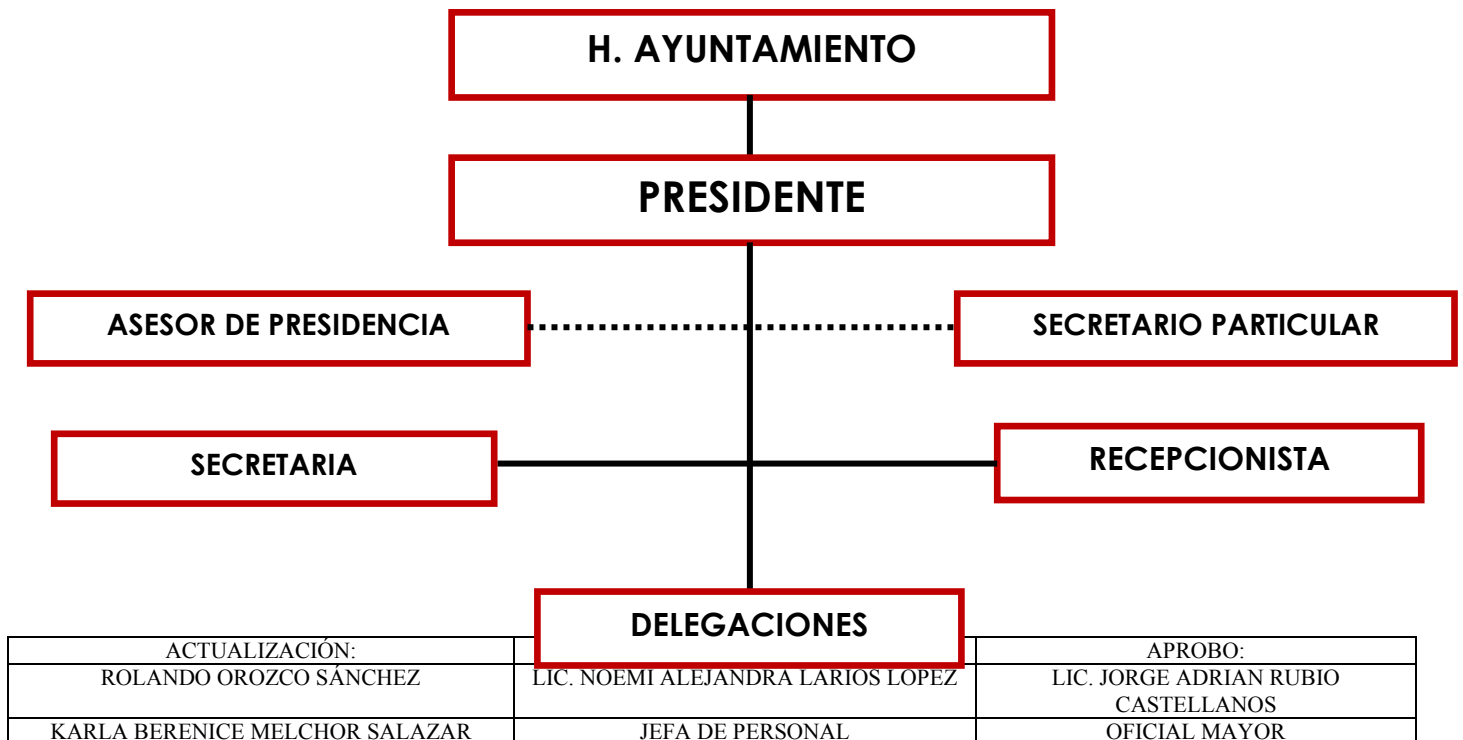 H. AYUNTAMIENTO
PRESIDENTE
ASESOR DE PRESIDENCIA
SECRETARIO PARTICULAR
SECRETARIA
RECEPCIONISTA
DELEGACIONES
ACTUALIZACIÓN:
APROBO:
ROLANDO OROZCO SÁNCHEZ
LIC. NOEMI ALEJANDRA LARIOS LOPEZ
LIC. JORGE ADRIAN RUBIO
CASTELLANOS
KARLA BERENICE MELCHOR SALAZAR
JEFA DE PERSONAL
OFICIAL MAYOR